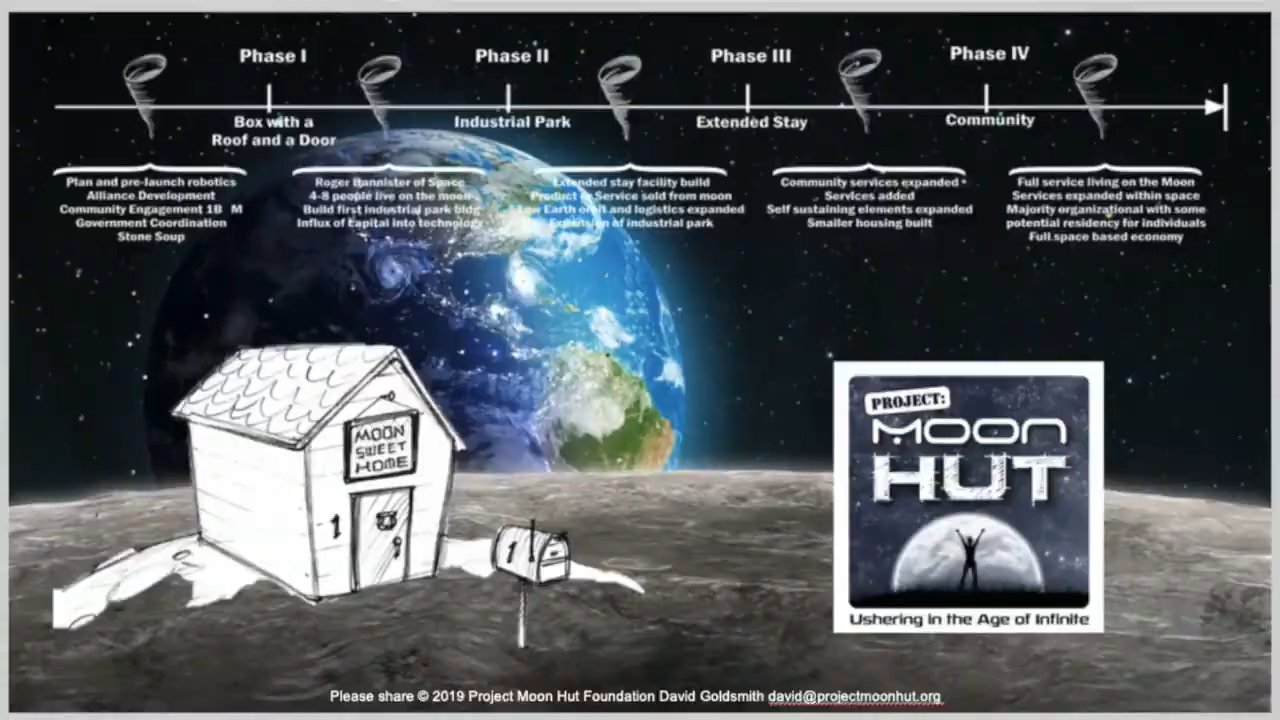 Phase I
Phase II
Phase III
Phase IV
Box with a
Roof and a Door
Industrial Park
Extended Stay
Community
Plan and pre-launch robotics
Alliance Development
Community Engagement 1B M
Government Coordination
Stone Soup
Roger Bannister of Space
4-8 people live on the moon
Build first industrial park bldg
Influx of capital into technology
Extended stay facility build
Product & Service sold from moon
Low Earth orbit and logistics expanded
Expansion of industrial park
Community services expanded
Services added
Self sustaining elements expanded
Smaller housing built
Full service living on the Moon
Services expanded within space
Majority organizational with some
potential residency for individuals
Full space based economy
MOON
SWEET
HOME
1
1
PROJECT:
MOON
HUT
Ushering in the Age of Infinite
Please share © 2019 Project Moon Hut Foundation David Goldsmith david@projectmoonhut.org